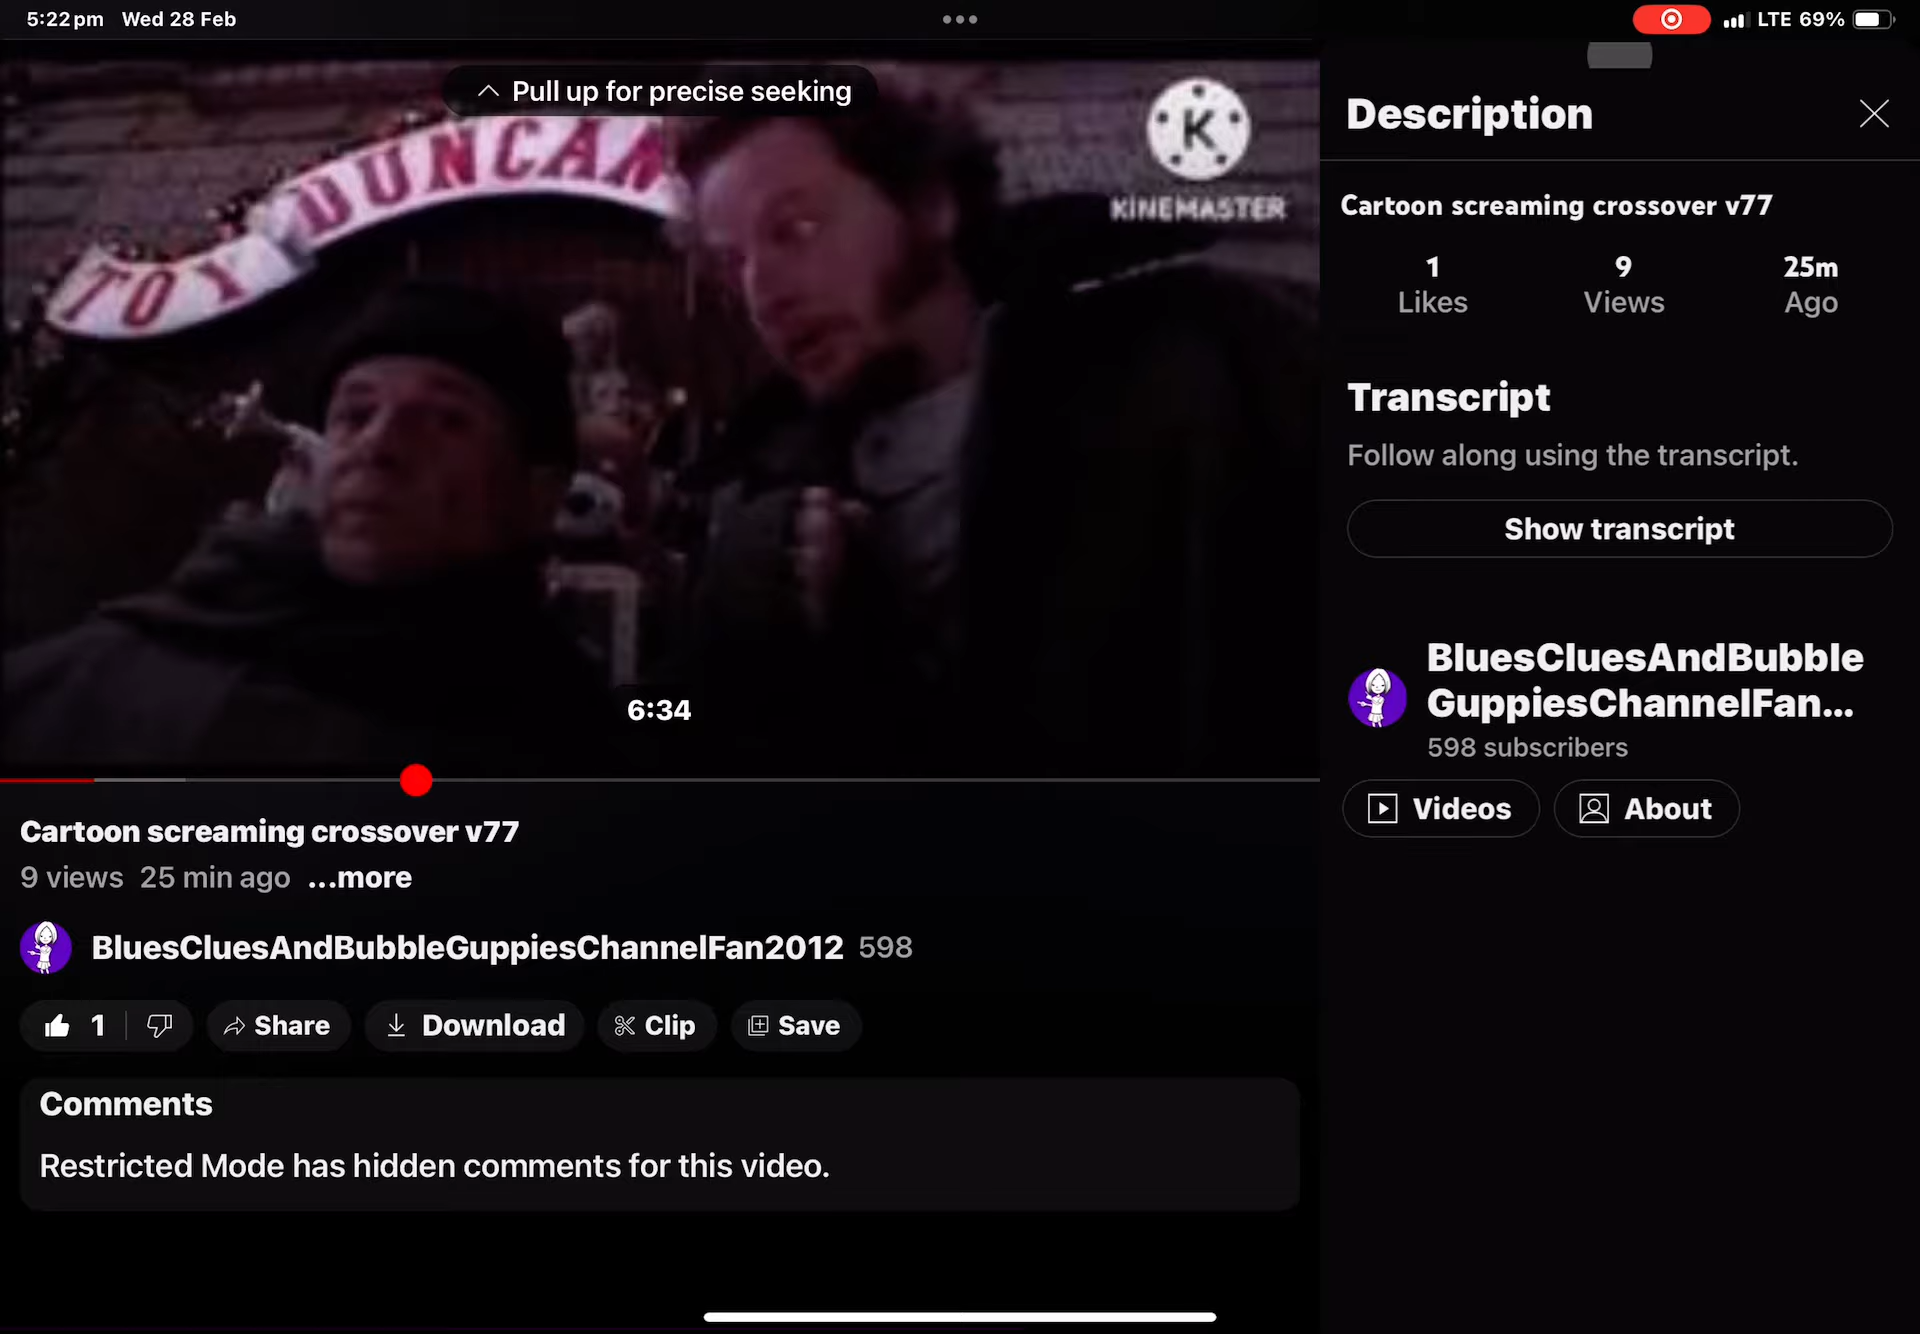 5:22 pm Wed 28 Feb
LTE 69%
Pull up for precise seeking
TOY DUNCAN
K
KINEMASTER
6:34
Cartoon screaming crossover v77
9 views 25 min ago ...more
BluesCluesAndBubbleGuppiesChannelFan2012 598
1 Share Download Clip Save
Comments
Restricted Mode has hidden comments for this video.
Description
Cartoon screaming crossover v77
1 9 25m
Likes Views Ago
Transcript
Follow along using the transcript.
Show transcript
BluesCluesAndBubble
GuppiesChannelFan...
598 subscribers
Videos About